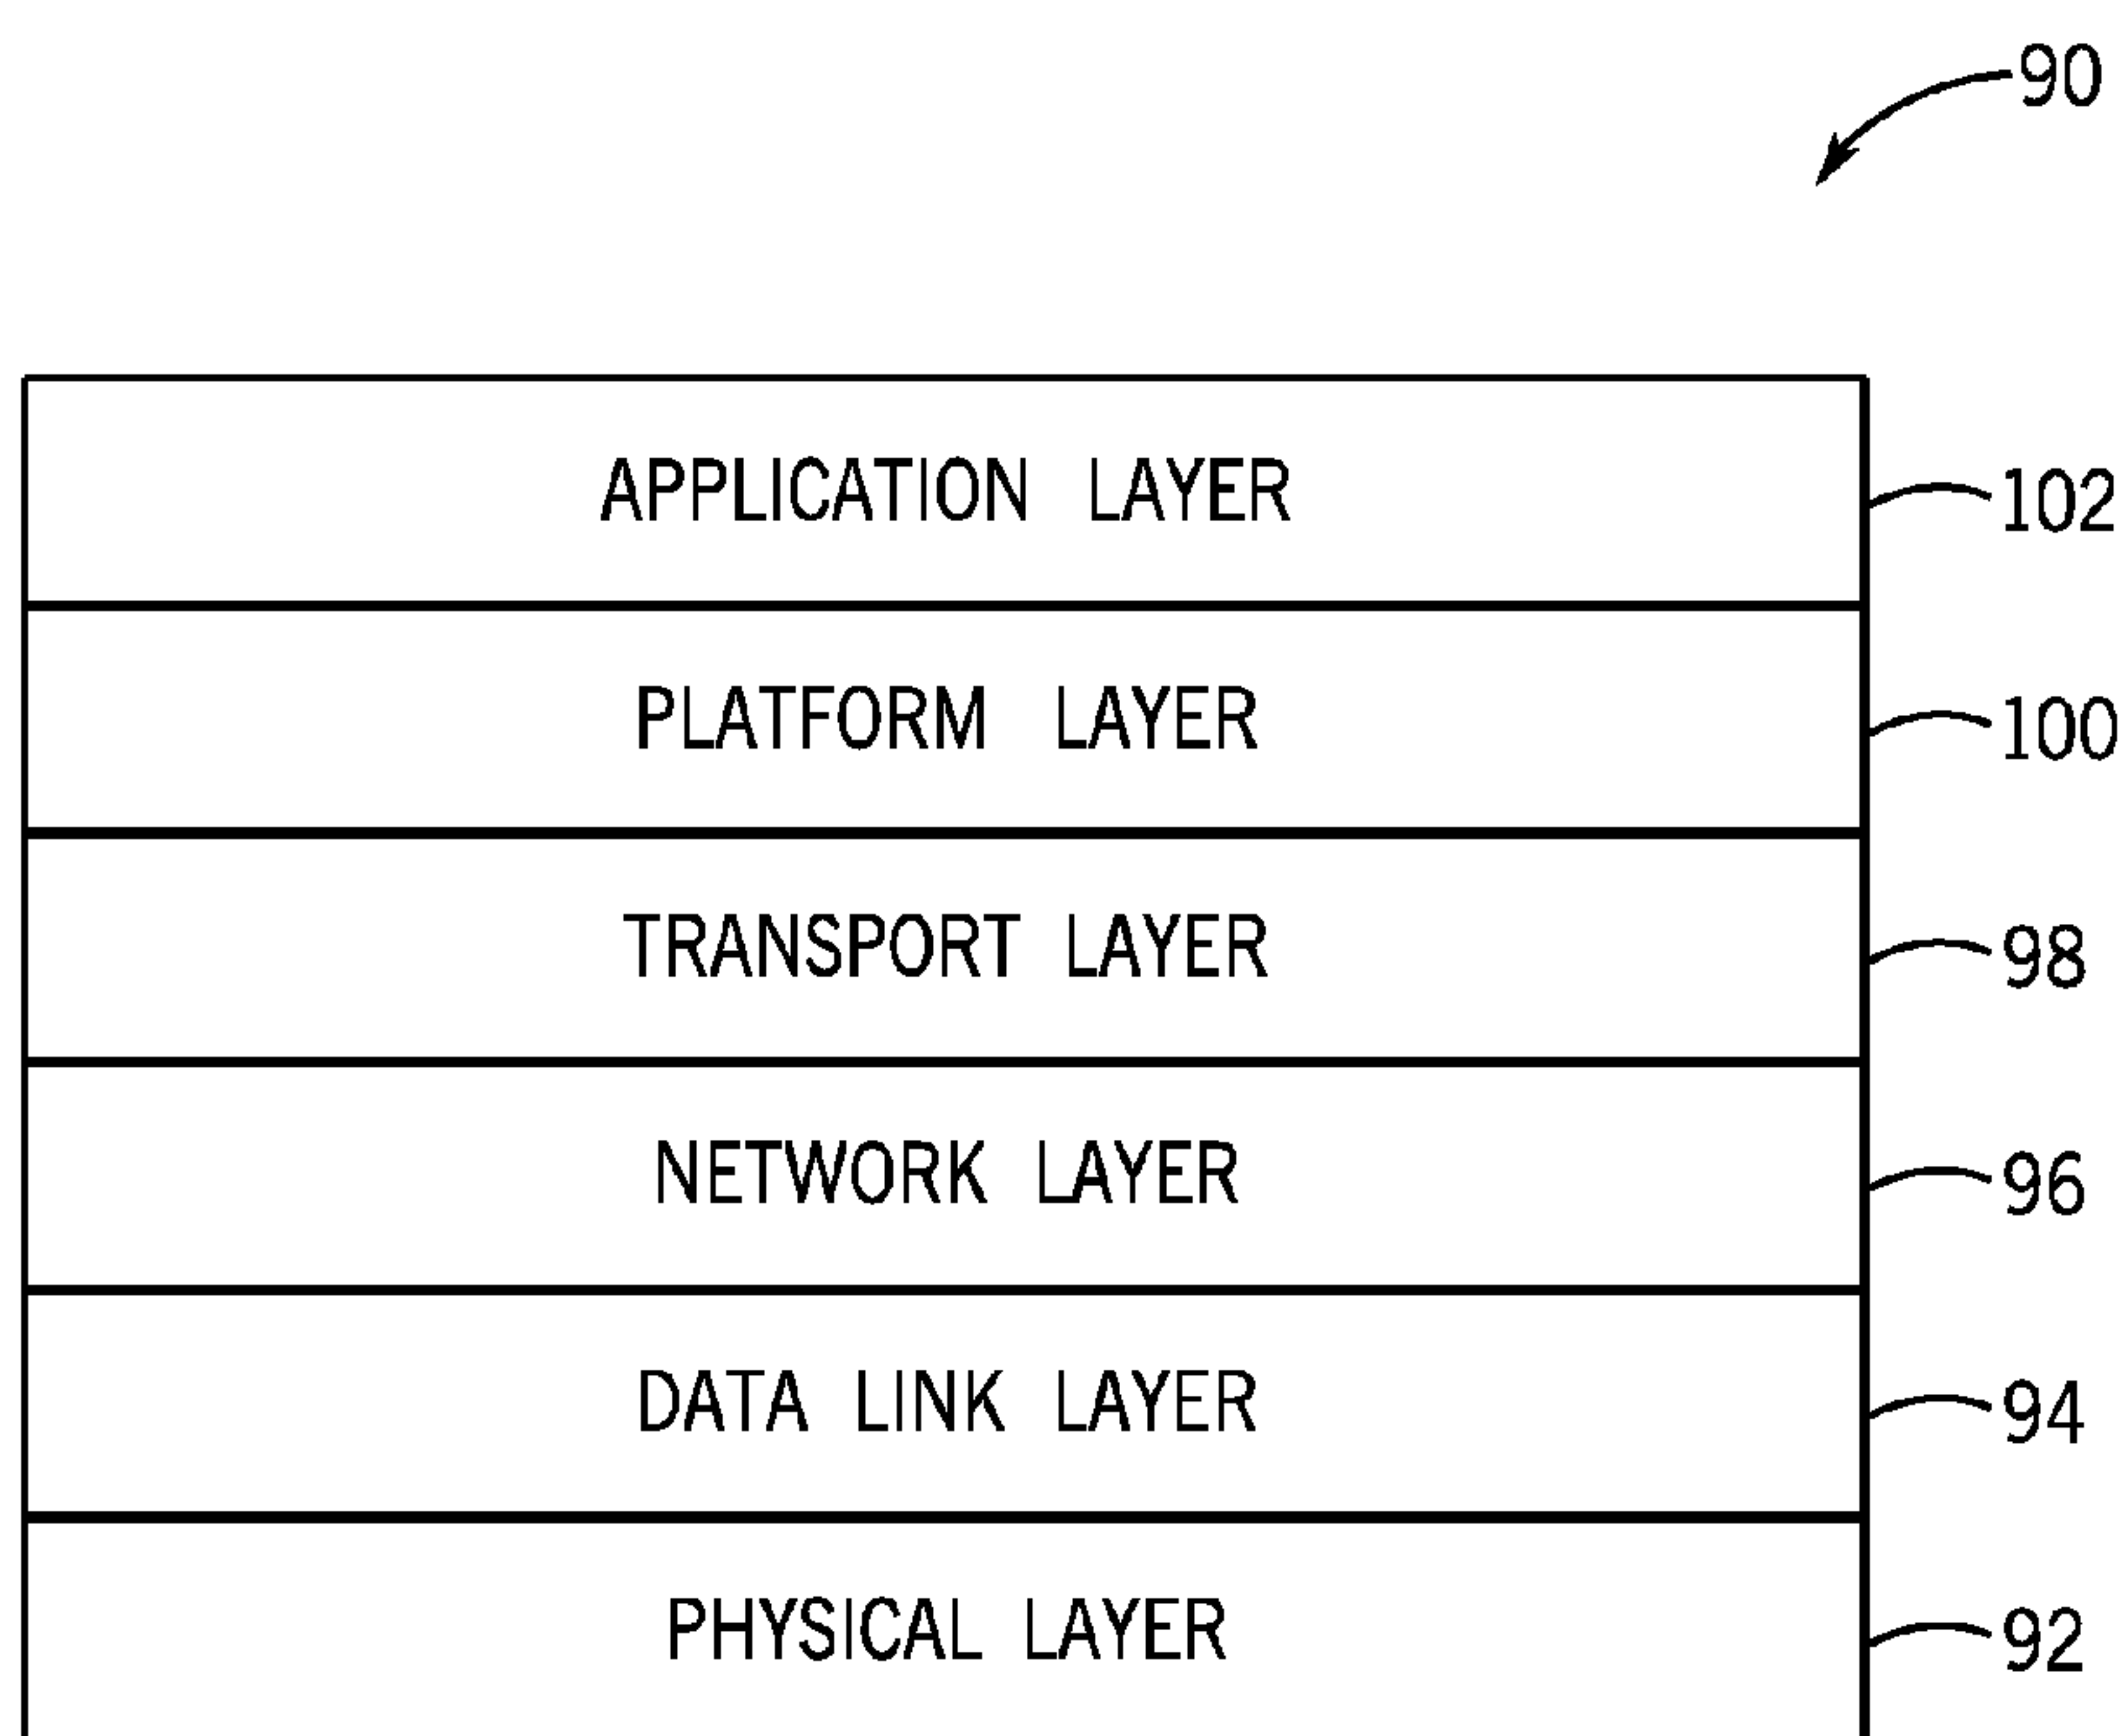 90
APPLICATION LAYER 102
PLATFORM LAYER 100
TRANSPORT LAYER 98
NETWORK LAYER 96
DATA LINK LAYER 94
PHYSICAL LAYER 92